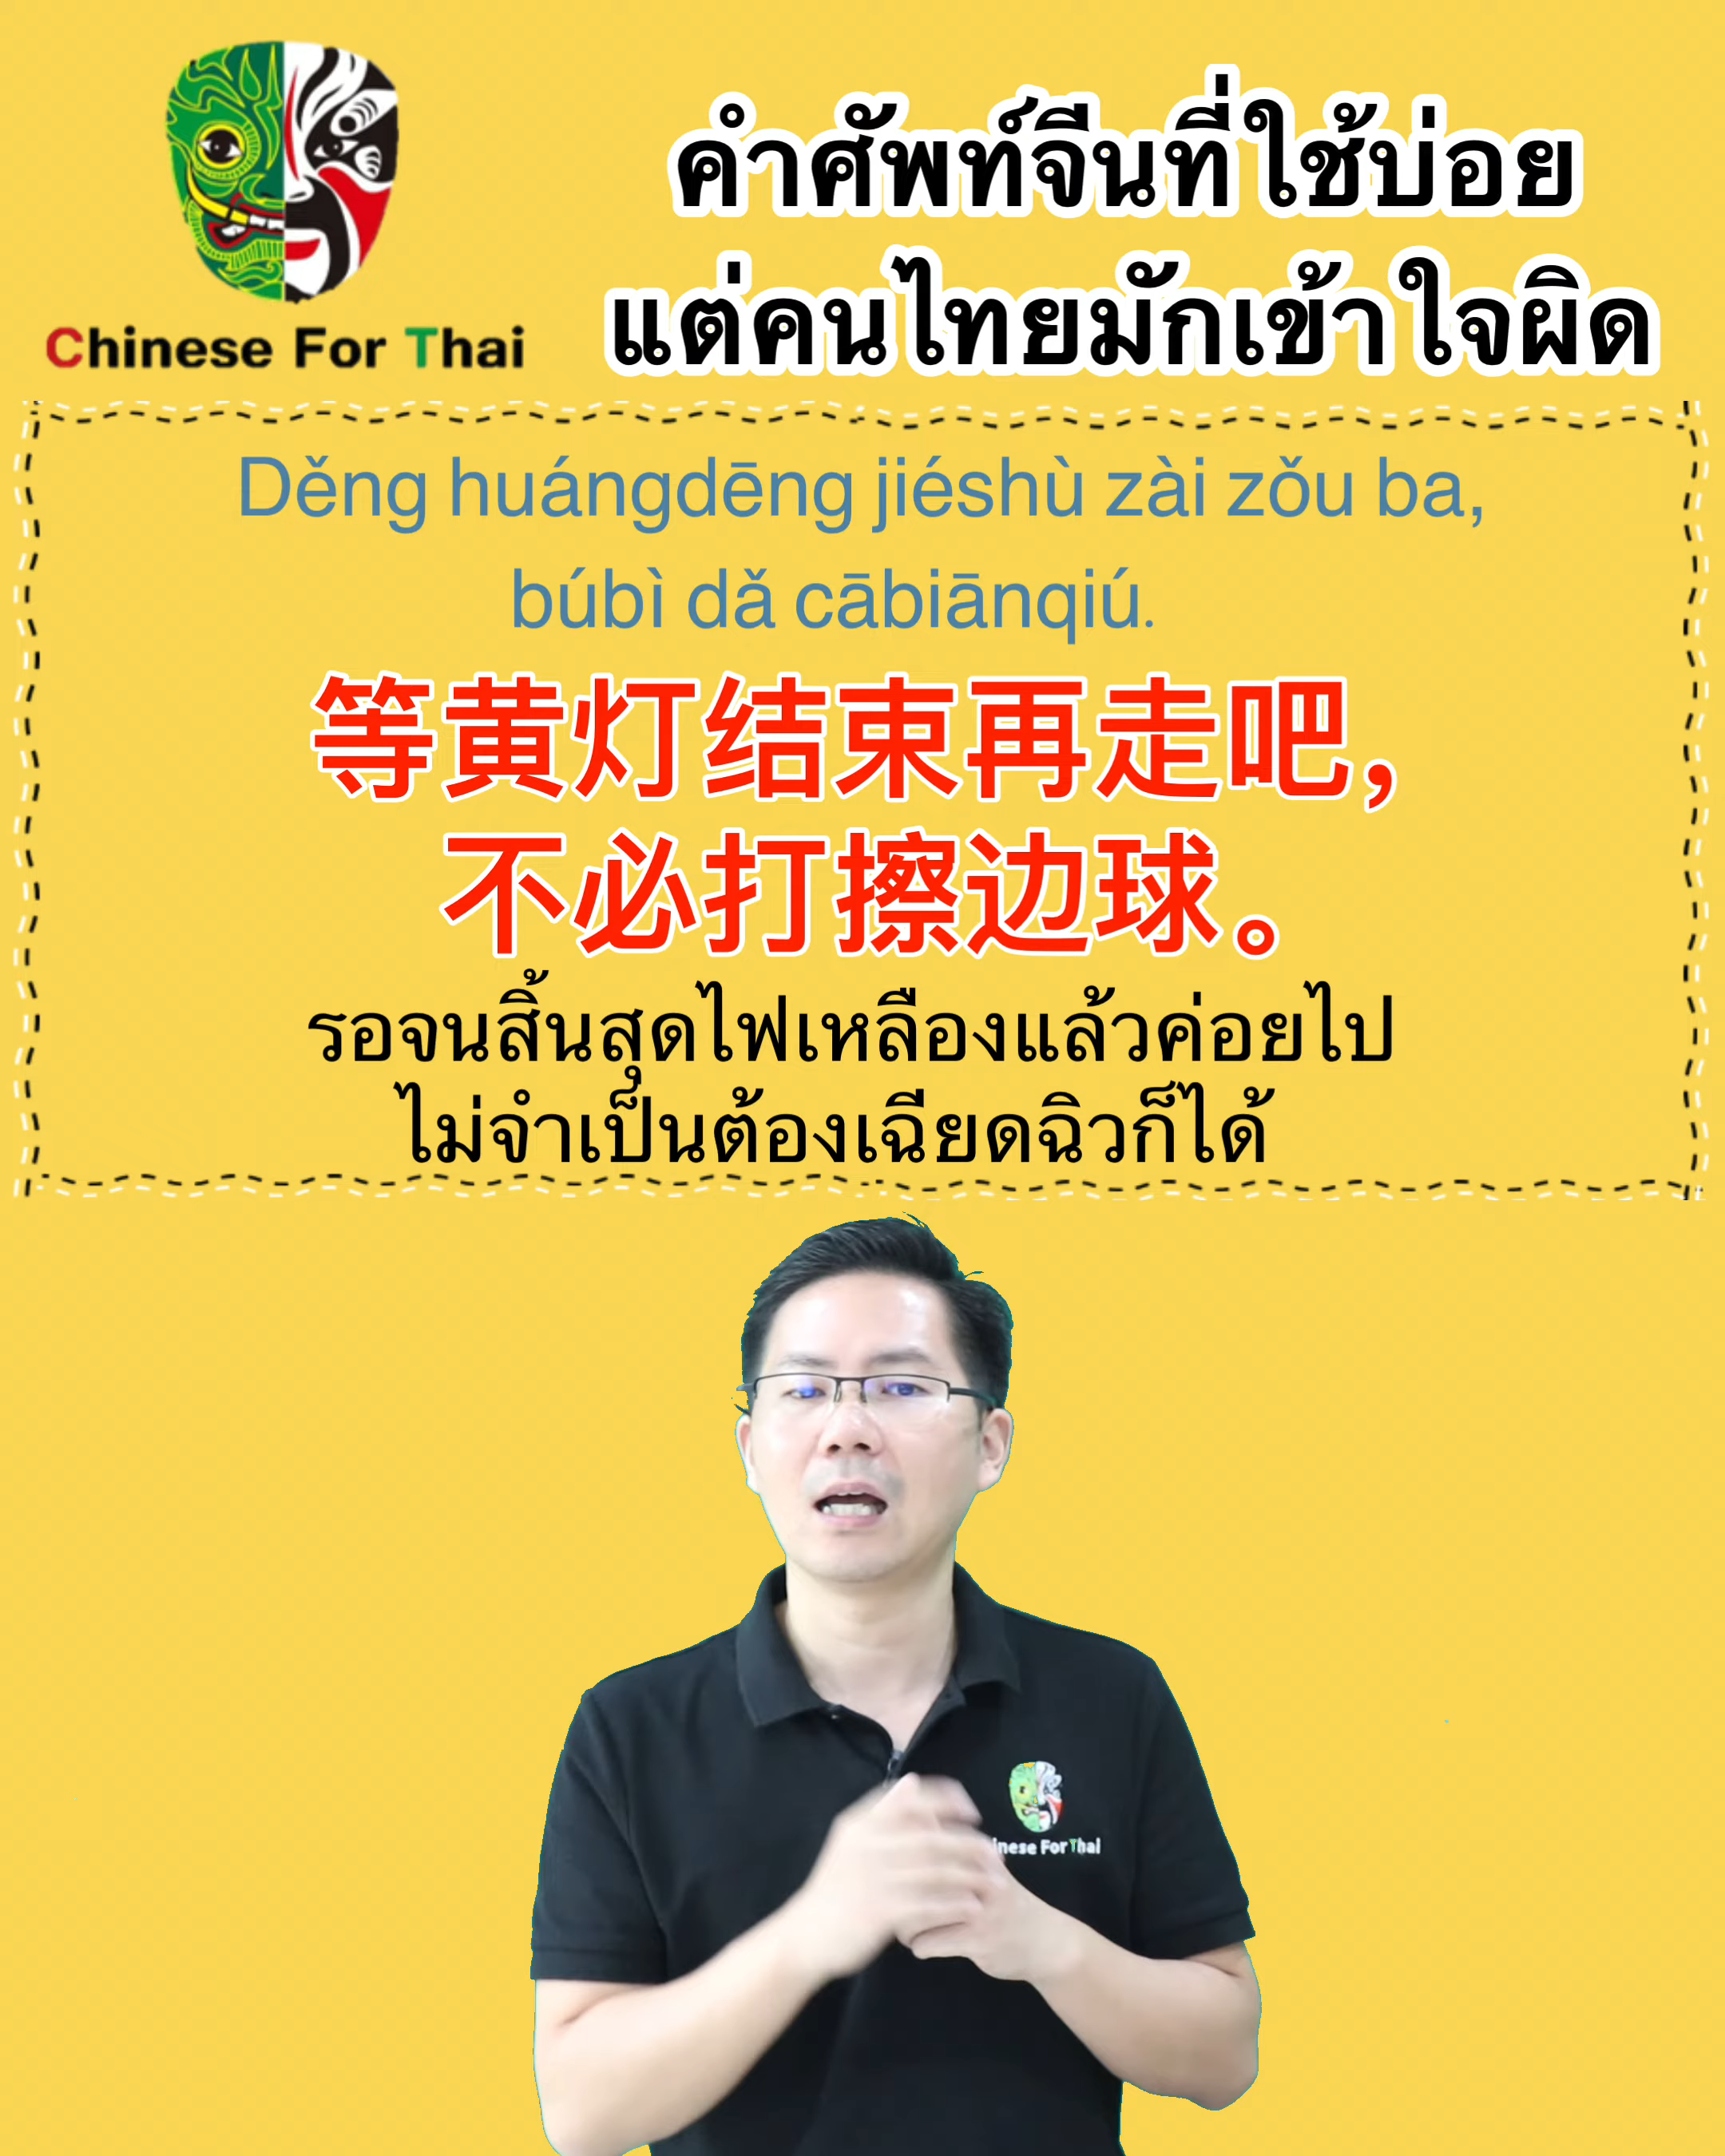 คำศัพท์จีนที่ใช้บ่อย
แต่คนไทยมักเข้าใจผิด
Chinese For Thai
Děng huángdēng jiéshù zài zǒu ba,
búbì dǎ cābiānqiú.
等黄灯结束再走吧，
不必打擦边球。
รอจนสิ้นสุดไฟเหลืองแล้วค่อยไป
ไม่จำเป็นต้องเฉียดฉิวก็ได้
nese For Thai